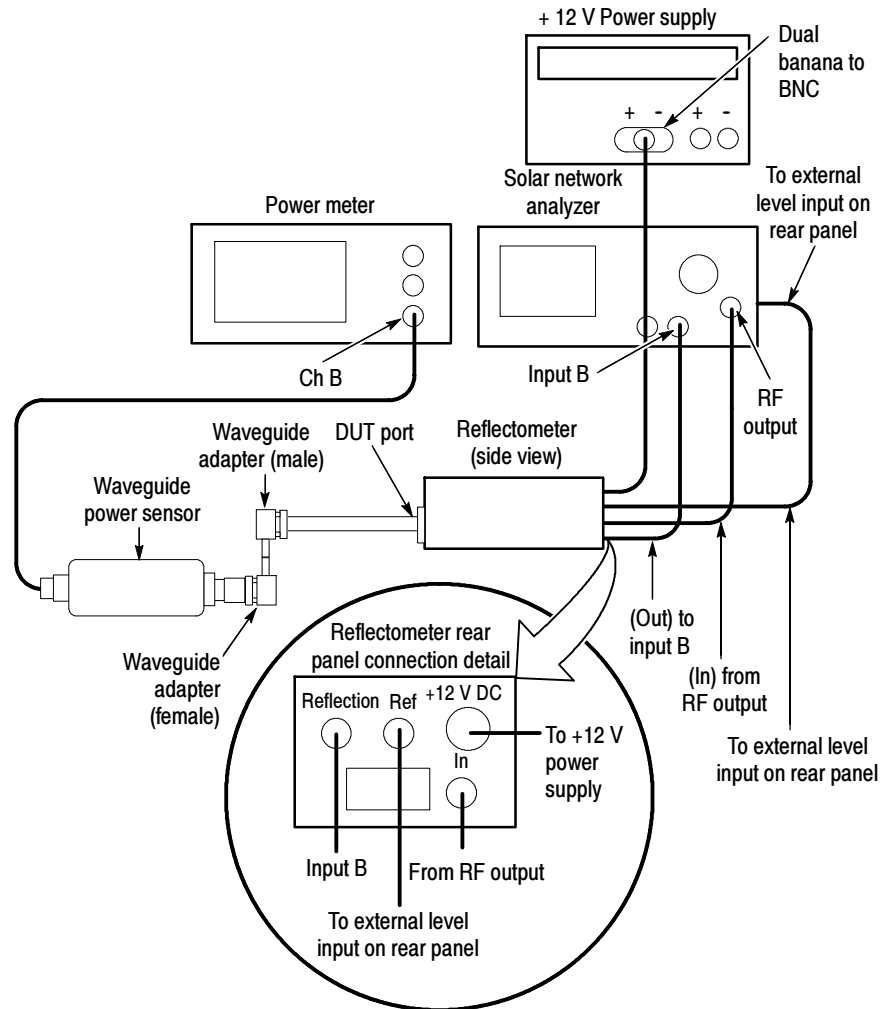 + 12 V Power supply
Dual
banana to
BNC
+ - + -
Solar network
analyzer
To external
level input on
rear panel
Power meter
Ch B
Input B
RF
output
Waveguide
adapter (male)
DUT port
Reflectometer
(side view)
Waveguide
power sensor
Waveguide
adapter
(female)
(Out) to
input B
(In) from
RF output
To external level
input on rear panel
Reflectometer rear
panel connection detail
Reflection Ref +12 V DC
In
To +12 V
power
supply
Input B
From RF output
To external level
input on rear panel